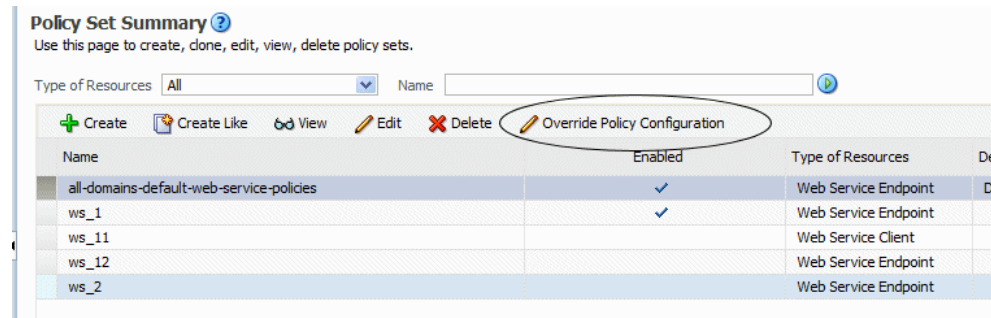 Policy Set Summary ?
Use this page to create, clone, edit, view, delete policy sets.
Type of Resources All Name
Create Create Like View Edit Delete Override Policy Configuration
Name Enabled Type of Resources De
all-domains-default-web-service-policies Web Service Endpoint D
ws_1 Web Service Endpoint
ws_11 Web Service Client
ws_12 Web Service Endpoint
ws_2 Web Service Endpoint